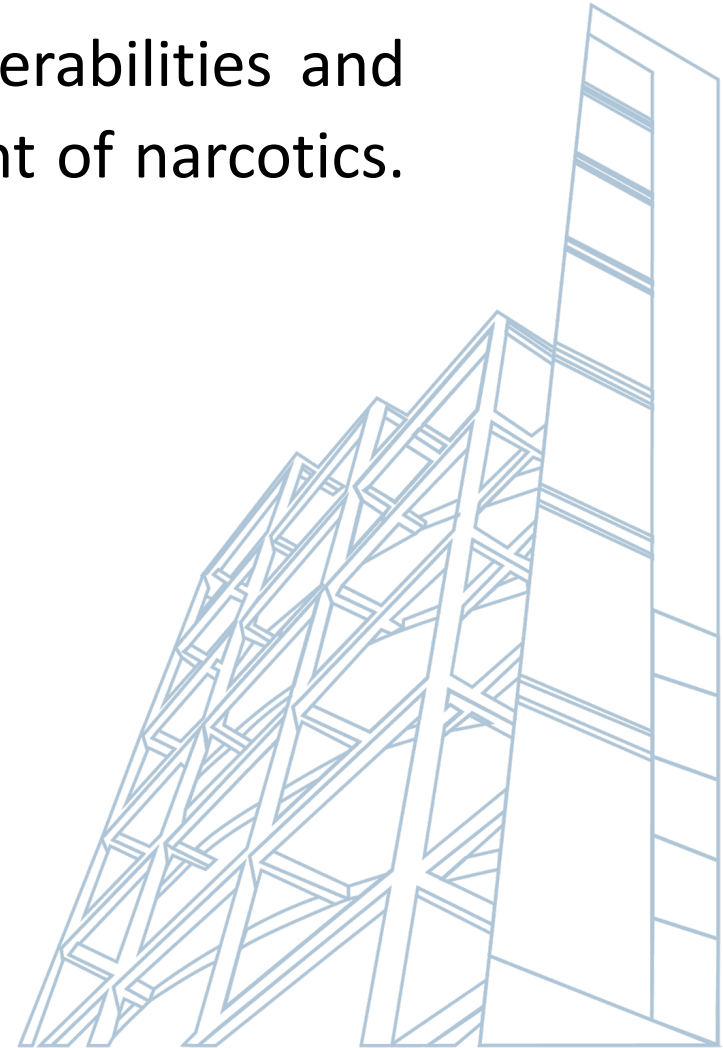 erabilities and
nt of narcotics.